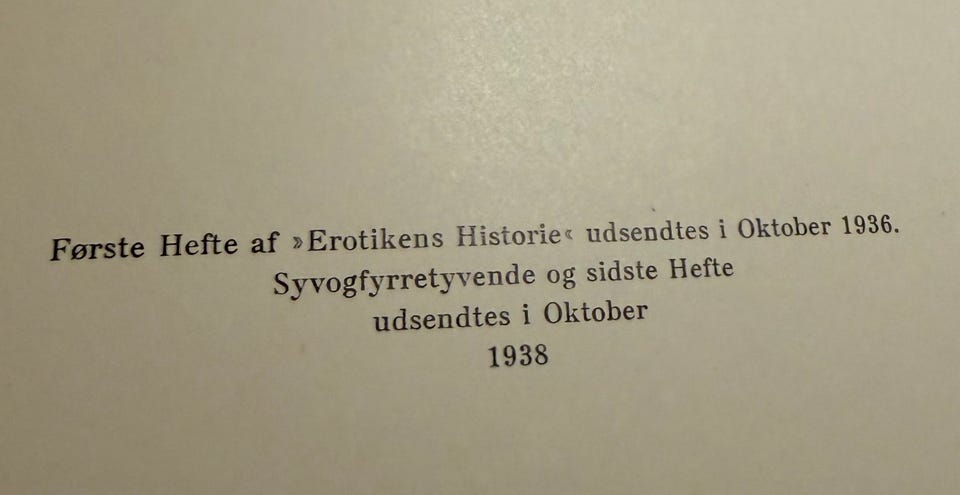 Første Hefte af »Erotikens Historie« udsendtes i Oktober 1936.
Syvogfyrretyvende og sidste Hefte
udsendtes i Oktober
1938